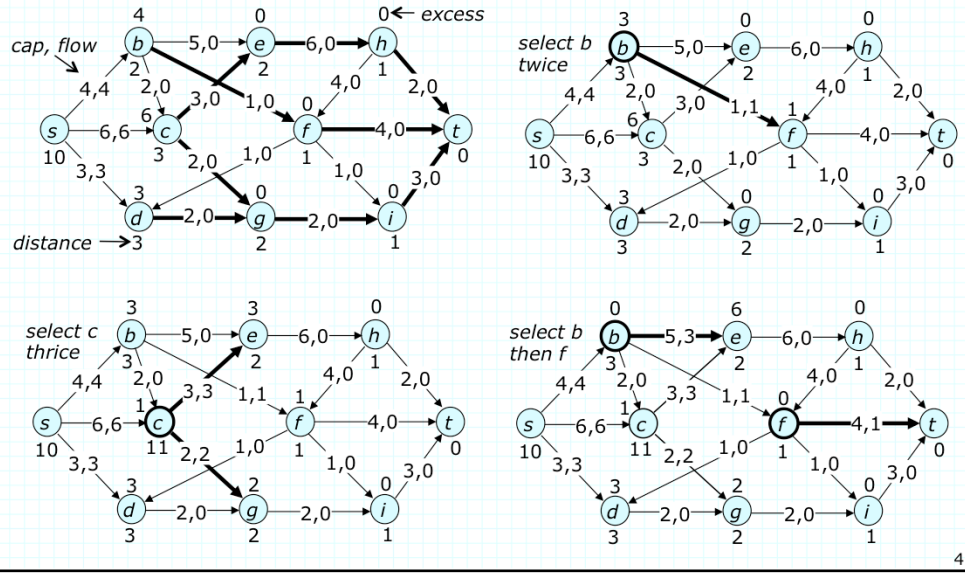 4 0 0 excess
cap, flow b 5,0 e 6,0 h
2 2,0 2 1
4,4 6 3,0 1,0 0 4,0 2,0
s 6,6 c f 4,0 t
10 3 1 0
3,3 2,0 1,0 1,0 3,0
3 0 0
d 2,0 g 2,0 i
distance 3 2 1
3 0 0
select b
twice
b 5,0 e 6,0 h
3 2,0 2 1
4,4 6 3,0 1,1 1 4,0 2,0
s 6,6 c f 4,0 t
10 3 1 0
3,3 2,0 1,0 1,0 3,0
3 0 0
d 2,0 g 2,0 i
3 2 1
3 3 0
select c
thrice
b 5,0 e 6,0 h
3 2,0 2 1
4,4 1 3,3 1,1 1 4,0 2,0
s 6,6 c f 4,0 t
10 11 1 0
3,3 2,2 1,0 1,0 3,0
3 2 0
d 2,0 g 2,0 i
3 2 1
0 6 0
select b
then f
b 5,3 e 6,0 h
3 2,0 2 1
4,4 1 3,3 1,1 0 4,0 2,0
s 6,6 c f 4,1 t
10 11 1 0
3,3 2,2 1,0 1,0 3,0
3 2 0
d 2,0 g 2,0 i
3 2 1
4